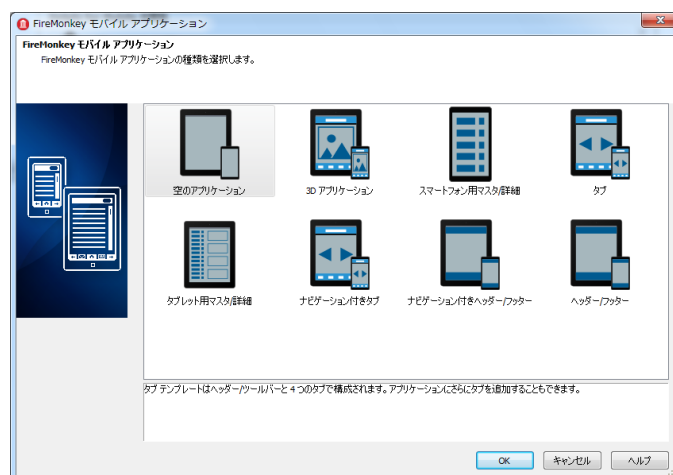 FireMonkey モバイル アプリケーション
FireMonkey モバイル アプリケーション
FireMonkey モバイル アプリケーションの種類を選択します。
空のアプリケーション
3D アプリケーション
スマートフォン用マスタ/詳細
タブ
タブレット用マスタ/詳細
ナビゲーション付きタブ
ナビゲーション付きヘッダー/フッター
ヘッダー/フッター
タブ テンプレートはヘッダー/ツールバーと 4 つのタブで構成されます。アプリケーションにさらにタブを追加することもできます。
OK
キャンセル
ヘルプ